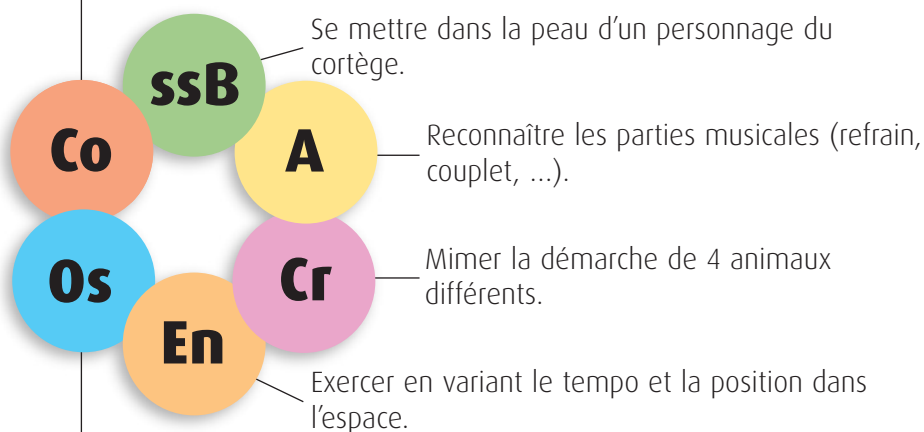 ssB
Se mettre dans la peau d'un personnage du
cortège.
Co
A
Reconnaître les parties musicales (refrain,
couplet, ...).
Os
Cr
Mimer la démarche de 4 animaux
différents.
En
Exercer en variant le tempo et la position dans
l'espace.